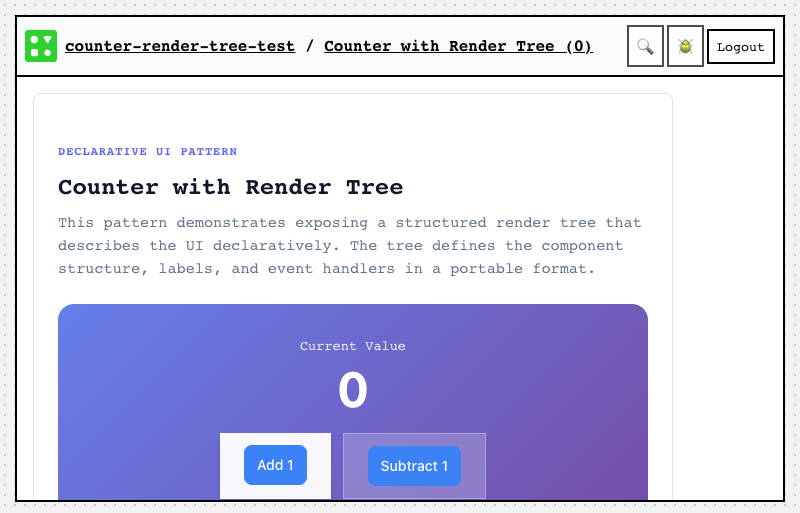 counter-render-tree-test / Counter with Render Tree (0)
Logout
DECLARATIVE UI PATTERN
Counter with Render Tree
This pattern demonstrates exposing a structured render tree that
describes the UI declaratively. The tree defines the component
structure, labels, and event handlers in a portable format.
Current Value
0
Add 1
Subtract 1